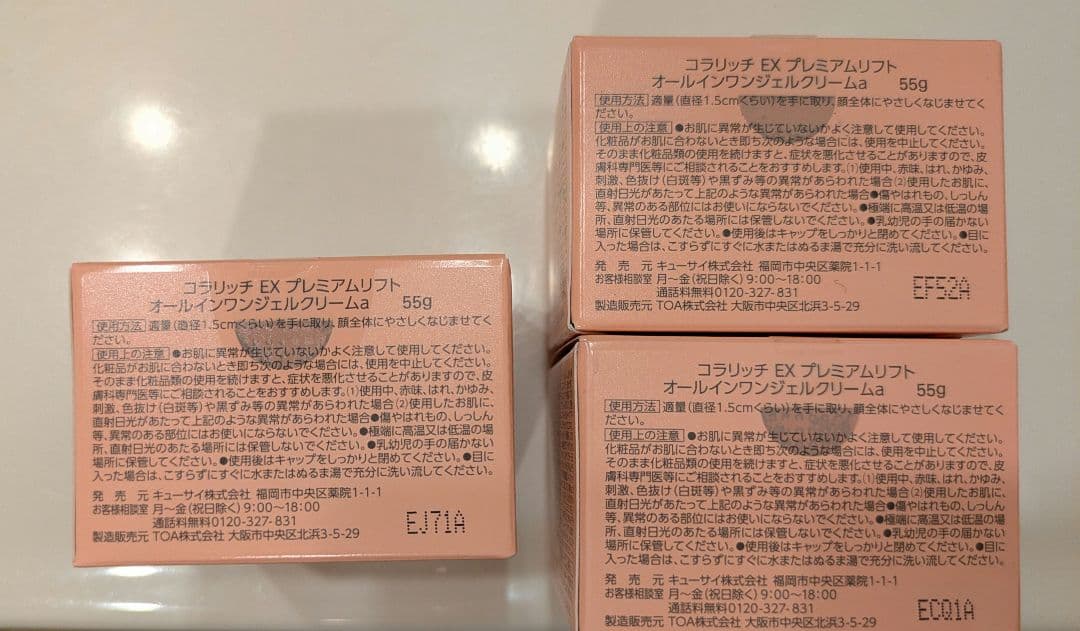 コラリッチ EX プレミアムリフト
オールインワンジェルクリームa 55g
使用方法 適量(直径1.5cmくらい)を手に取り、顔全体にやさしくなじませてく
ださい。
使用上の注意 ●お肌に異常が生じていないかよく注意して使用してください。
化粧品がお肌に合わないとき即ち次のような場合には、使用を中止してください。
そのまま化粧品類の使用を続けますと、症状を悪化させることがありますので、皮
膚科専門医等にご相談されることをおすすめします。(1)使用中、赤味、はれ、かゆみ、
刺激、色抜け(白斑等)や黒ずみ等の異常があらわれた場合(2)使用したお肌に、
直射日光があたって上記のような異常があらわれた場合●傷やはれもの、しっしん
等、異常のある部位にはお使いにならないでください。●極端に高温又は低温の場
所、直射日光のあたる場所には保管しないでください。●乳幼児の手の届かない
場所に保管してください。●使用後はキャップをしっかりと閉めてください。●目に
入った場合は、こすらずにすぐに水またはぬるま湯で充分に洗い流してください。
発 売 元 キューサイ株式会社 福岡市中央区薬院1-1-1
お客様相談室 月~金(祝日除く)9:00~18:00
通話料無料0120-327-831
製造販売元 TOA株式会社 大阪市中央区北浜3-5-29
EF52A
コラリッチ EX プレミアムリフト
オールインワンジェルクリームa 55g
使用方法 適量(直径1.5cmくらい)を手に取り、顔全体にやさしくなじませてく
ださい。
使用上の注意 ●お肌に異常が生じていないかよく注意して使用してください。
化粧品がお肌に合わないとき即ち次のような場合には、使用を中止してください。
そのまま化粧品類の使用を続けますと、症状を悪化させることがありますので、皮
膚科専門医等にご相談されることをおすすめします。(1)使用中、赤味、はれ、かゆみ、
刺激、色抜け(白斑等)や黒ずみ等の異常があらわれた場合(2)使用したお肌に、
直射日光があたって上記のような異常があらわれた場合●傷やはれもの、しっしん
等、異常のある部位にはお使いにならないでください。●極端に高温又は低温の場
所、直射日光のあたる場所には保管しないでください。●乳幼児の手の届かない
場所に保管してください。●使用後はキャップをしっかりと閉めてください。●目に
入った場合は、こすらずにすぐに水またはぬるま湯で充分に洗い流してください。
発 売 元 キューサイ株式会社 福岡市中央区薬院1-1-1
お客様相談室 月~金(祝日除く)9:00~18:00
通話料無料0120-327-831
製造販売元 TOA株式会社 大阪市中央区北浜3-5-29
EJ71A
コラリッチ EX プレミアムリフト
オールインワンジェルクリームa 55g
使用方法 適量(直径1.5cmくらい)を手に取り、顔全体にやさしくなじませてく
ださい。
使用上の注意 ●お肌に異常が生じていないかよく注意して使用してください。
化粧品がお肌に合わないとき即ち次のような場合には、使用を中止してください。
そのまま化粧品類の使用を続けますと、症状を悪化させることがありますので、皮
膚科専門医等にご相談されることをおすすめします。(1)使用中、赤味、はれ、かゆみ、
刺激、色抜け(白斑等)や黒ずみ等の異常があらわれた場合(2)使用したお肌に、
直射日光があたって上記のような異常があらわれた場合●傷やはれもの、しっしん
等、異常のある部位にはお使いにならないでください。●極端に高温又は低温の場
所、直射日光のあたる場所には保管しないでください。●乳幼児の手の届かない
場所に保管してください。●使用後はキャップをしっかりと閉めてください。●目に
入った場合は、こすらずにすぐに水またはぬるま湯で充分に洗い流してください。
発 売 元 キューサイ株式会社 福岡市中央区薬院1-1-1
お客様相談室 月~金(祝日除く)9:00~18:00
通話料無料0120-327-831
製造販売元 TOA株式会社 大阪市中央区北浜3-5-29
ECQ1A